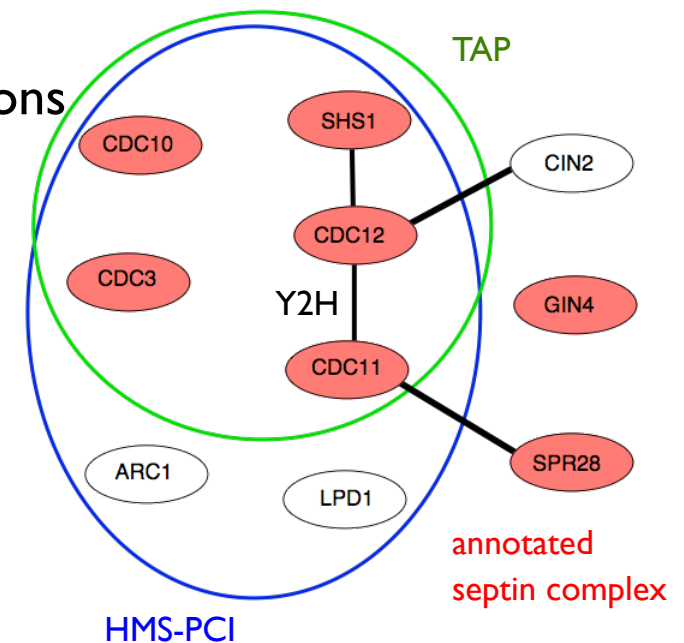 TAP
ons
SHS1
CDC10
CIN2
CDC12
CDC3
Y2H
GIN4
CDC11
ARC1
SPR28
LPD1
annotated
septin complex
HMS-PCI